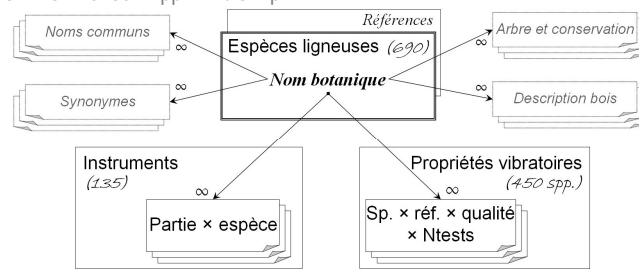 Références
Noms communs
Espèces ligneuses (690)
Arbre et conservation
∞
∞
Nom botanique
∞
∞
Synonymes
Description bois
Instruments
(135)
Propriétés vibratoires
(450 spp.)
∞
∞
Partie × espèce
Sp. × réf. × qualité
× Ntests